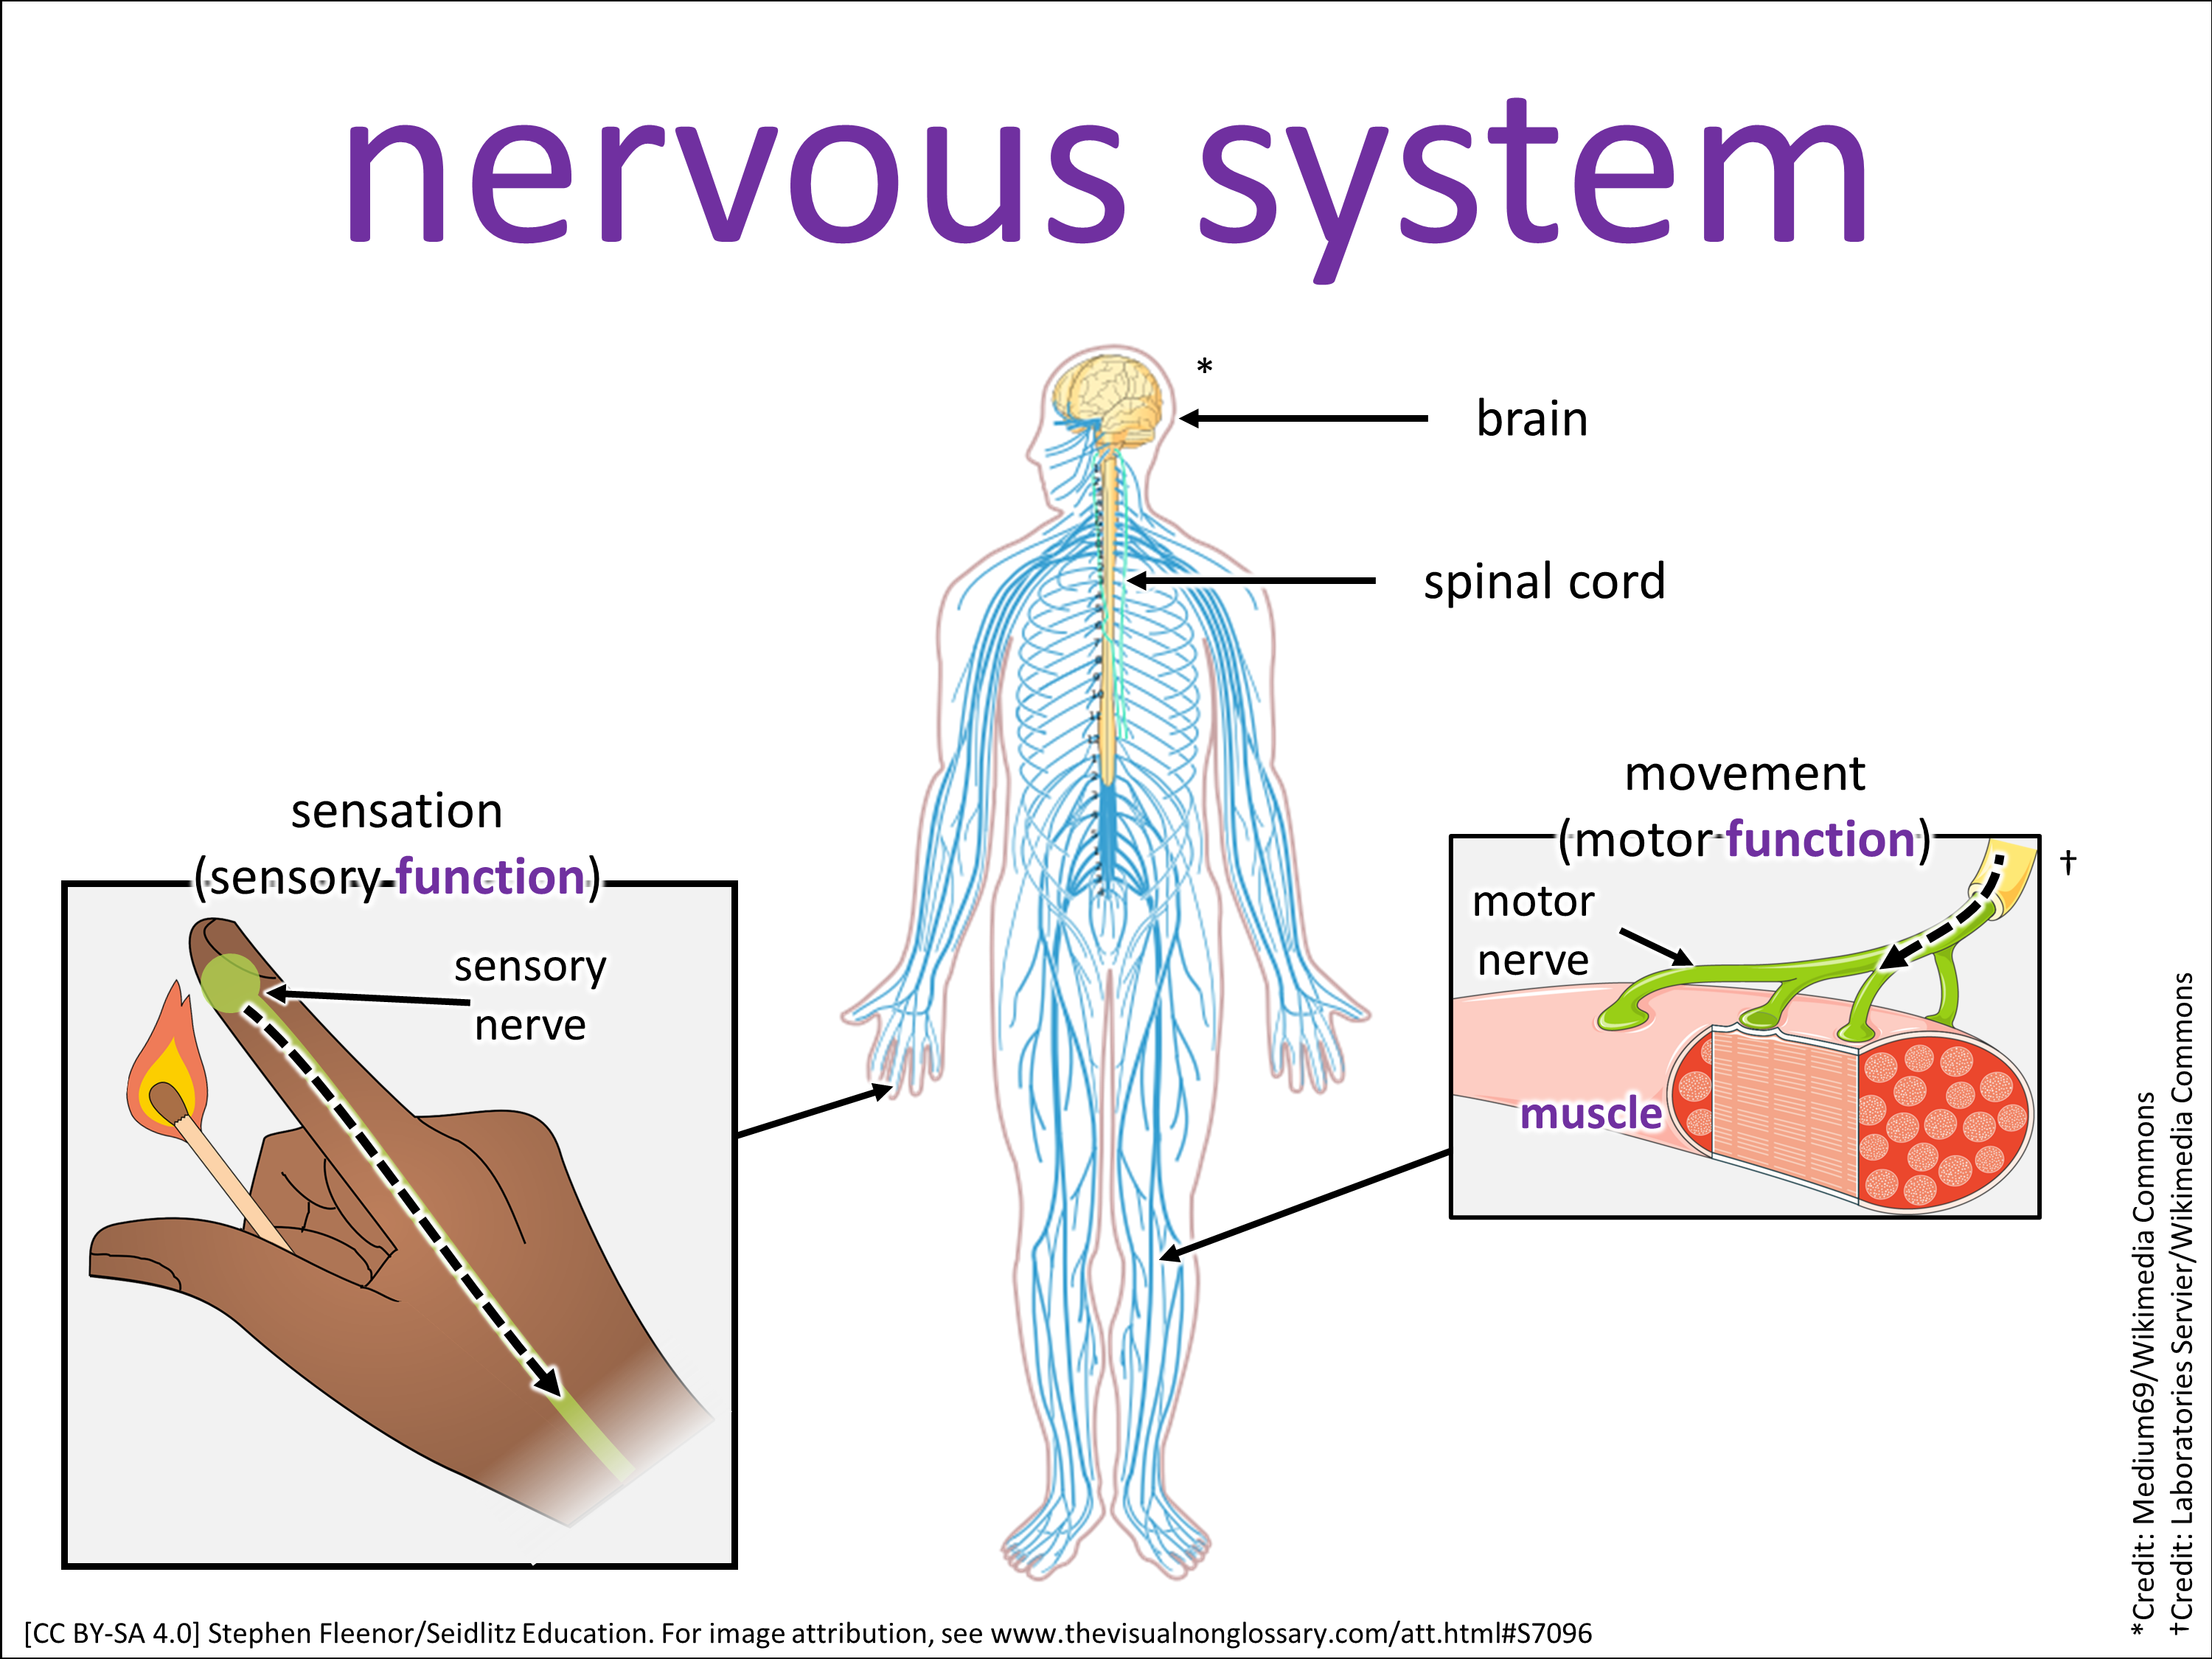 nervous system
*
brain
spinal cord
movement
(motor function)
†
motor
nerve
muscle
sensation
(sensory function)
sensory
nerve
*Credit: Medium69/Wikimedia Commons
†Credit: Laboratories Servier/Wikimedia Commons
[CC BY-SA 4.0] Stephen Fleenor/Seidlitz Education. For image attribution, see www.thevisualnonglossary.com/att.html#S7096